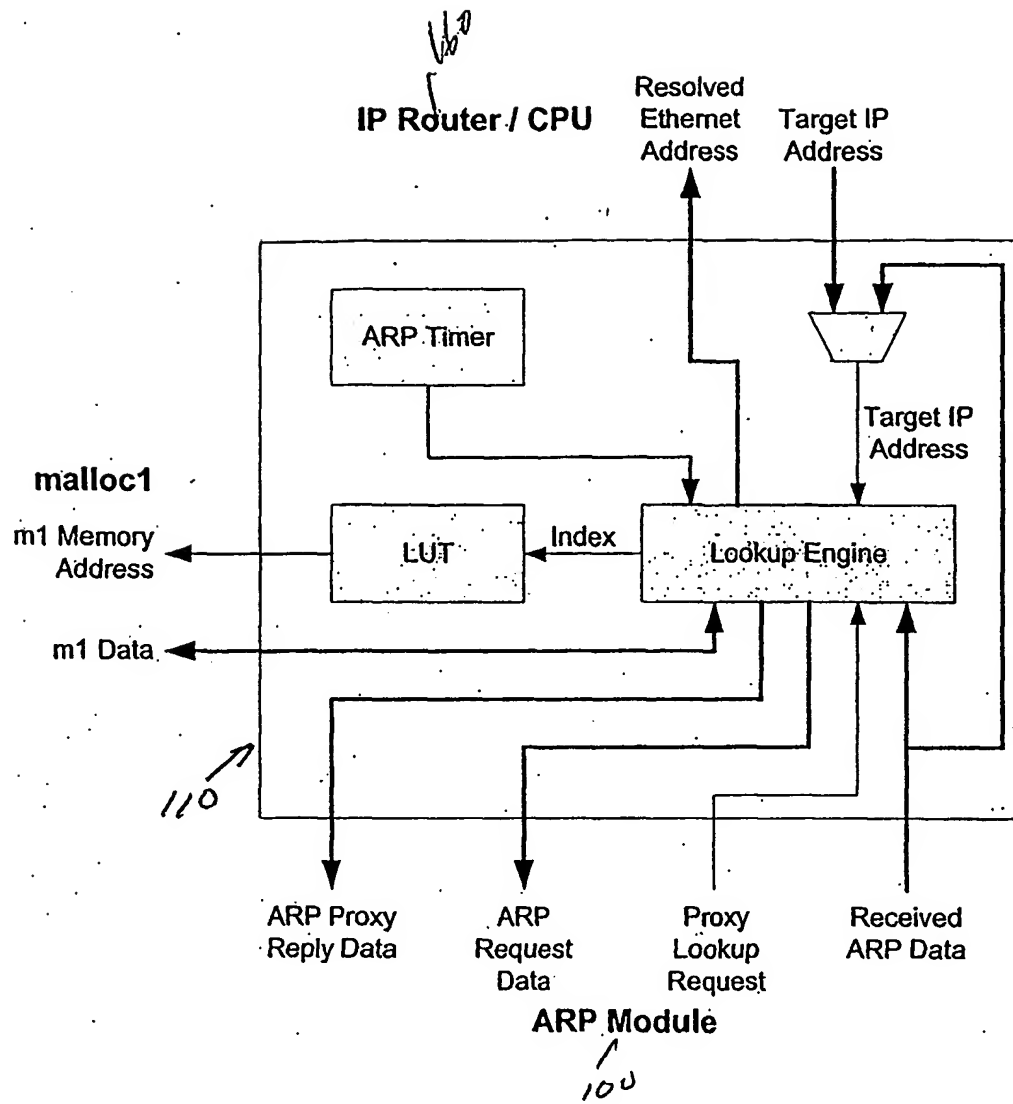 160
IP Router / CPU
Resolved
Ethernet
Address
Target IP
Address
ARP Timer
Target IP
Address
malloc1
m1 Memory
Address
LUT
Index
Lookup Engine
m1 Data
110
ARP Proxy
Reply Data
ARP
Request
Data
Proxy
Lookup
Request
Received
ARP Data
ARP Module
100